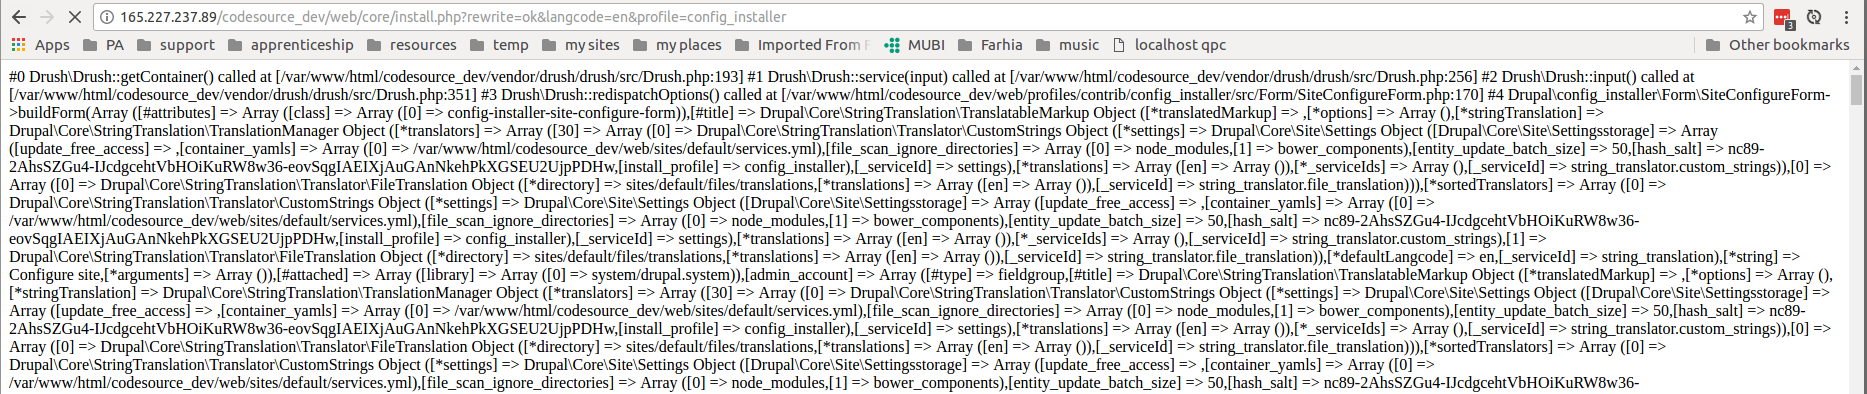 165.227.237.89/codesource_dev/web/core/install.php?rewrite=ok&langcode=en&profile=config_installer
3
Apps PA support apprenticeship resources temp my sites my places Imported From F MUBI Farhia music localhost qpc Other bookmarks
#0 Drush\Drush::getContainer() called at [/var/www/html/codesource_dev/vendor/drush/drush/src/Drush.php:193] #1 Drush\Drush::service(input) called at [/var/www/html/codesource_dev/vendor/drush/drush/src/Drush.php:256] #2 Drush\Drush::input() called at
[/var/www/html/codesource_dev/vendor/drush/drush/src/Drush.php:351] #3 Drush\Drush::redispatchOptions() called at [/var/www/html/codesource_dev/web/profiles/contrib/config_installer/src/Form/SiteConfigureForm.php:170] #4 Drupal\config_installer\Form\SiteConfigureForm-
>buildForm(Array ([#attributes] => Array ([class] => Array ([0] => config-installer-site-configure-form)),[#title] => Drupal\Core\StringTranslation\TranslatableMarkup Object ([*translatedMarkup] => ,[*options] => Array (),[*stringTranslation] =>
Drupal\Core\StringTranslation\TranslationManager Object ([*translators] => Array ([30] => Array ([0] => Drupal\Core\StringTranslation\Translator\CustomStrings Object ([*settings] => Drupal\Core\Site\Settings Object ([Drupal\Core\Site\Settingsstorage] => Array
([update_free_access] => ,[container_yamls] => Array ([0] => /var/www/html/codesource_dev/web/sites/default/services.yml),[file_scan_ignore_directories] => Array ([0] => node_modules,[1] => bower_components),[entity_update_batch_size] => 50,[hash_salt] => nc89-
2AhsSZGu4-IJcdgcehtVbHOiKuRW8w36-eovSqgIAEIXjAuGAnNkehPkXGSEU2UjpPDHw,[install_profile] => config_installer),[_serviceId] => settings),[*translations] => Array ([en] => Array ()),[*_serviceIds] => Array (),[_serviceId] => string_translator.custom_strings)),[0] =>
Array ([0] => Drupal\Core\StringTranslation\Translator\FileTranslation Object ([*directory] => sites/default/files/translations,[*translations] => Array ([en] => Array ()),[_serviceId] => string_translator.file_translation))),[*sortedTranslators] => Array ([0] =>
Drupal\Core\StringTranslation\Translator\CustomStrings Object ([*settings] => Drupal\Core\Site\Settings Object ([Drupal\Core\Site\Settingsstorage] => Array ([update_free_access] => ,[container_yamls] => Array ([0] =>
/var/www/html/codesource_dev/web/sites/default/services.yml),[file_scan_ignore_directories] => Array ([0] => node_modules,[1] => bower_components),[entity_update_batch_size] => 50,[hash_salt] => nc89-2AhsSZGu4-IJcdgcehtVbHOiKuRW8w36-
eovSqgIAEIXjAuGAnNkehPkXGSEU2UjpPDHw,[install_profile] => config_installer),[_serviceId] => settings),[*translations] => Array ([en] => Array ()),[*_serviceIds] => Array (),[_serviceId] => string_translator.custom_strings),[1] =>
Drupal\Core\StringTranslation\Translator\FileTranslation Object ([*directory] => sites/default/files/translations,[*translations] => Array ([en] => Array ()),[_serviceId] => string_translator.file_translation)),[*defaultLangcode] => en,[_serviceId] => string_translation),[*string] =>
Configure site,[*arguments] => Array ()),[#attached] => Array ([library] => Array ([0] => system/drupal.system)),[admin_account] => Array ([#type] => fieldgroup,[#title] => Drupal\Core\StringTranslation\TranslatableMarkup Object ([*translatedMarkup] => ,[*options] => Array (),
[*stringTranslation] => Drupal\Core\StringTranslation\TranslationManager Object ([*translators] => Array ([30] => Array ([0] => Drupal\Core\StringTranslation\Translator\CustomStrings Object ([*settings] => Drupal\Core\Site\Settings Object ([Drupal\Core\Site\Settingsstorage] =>
Array ([update_free_access] => ,[container_yamls] => Array ([0] => /var/www/html/codesource_dev/web/sites/default/services.yml),[file_scan_ignore_directories] => Array ([0] => node_modules,[1] => bower_components),[entity_update_batch_size] => 50,[hash_salt] => nc89-
2AhsSZGu4-IJcdgcehtVbHOiKuRW8w36-eovSqgIAEIXjAuGAnNkehPkXGSEU2UjpPDHw,[install_profile] => config_installer),[_serviceId] => settings),[*translations] => Array ([en] => Array ()),[*_serviceIds] => Array (),[_serviceId] => string_translator.custom_strings)),[0] =>
Array ([0] => Drupal\Core\StringTranslation\Translator\FileTranslation Object ([*directory] => sites/default/files/translations,[*translations] => Array ([en] => Array ()),[_serviceId] => string_translator.file_translation))),[*sortedTranslators] => Array ([0] =>
Drupal\Core\StringTranslation\Translator\CustomStrings Object ([*settings] => Drupal\Core\Site\Settings Object ([Drupal\Core\Site\Settingsstorage] => Array ([update_free_access] => ,[container_yamls] => Array ([0] =>
/var/www/html/codesource_dev/web/sites/default/services.yml),[file_scan_ignore_directories] => Array ([0] => node_modules,[1] => bower_components),[entity_update_batch_size] => 50,[hash_salt] => nc89-2AhsSZGu4-IJcdgcehtVbHOiKuRW8w36-